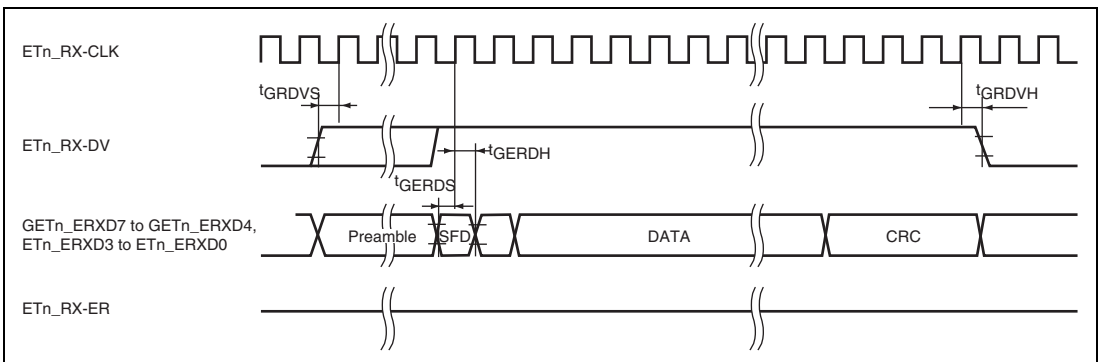 ETn_RX-CLK
tGRDVS
tGRDVH
ETn_RX-DV
tGERDH
tGERDS
GETn_ERXD7 to GETn_ERXD4,
ETn_ERXD3 to ETn_ERXD0
Preamble
SFD
DATA
CRC
ETn_RX-ER